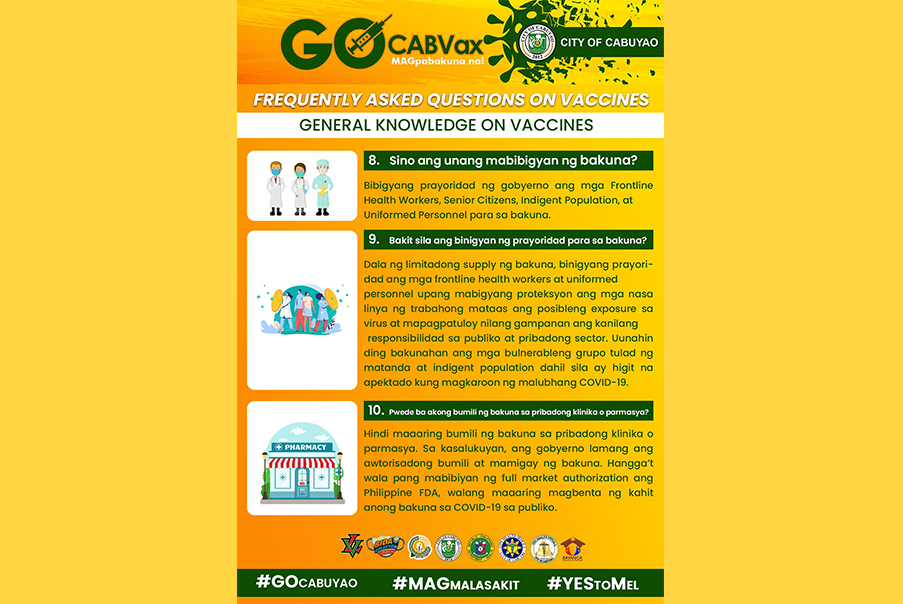 GO CABVax
MAGpabakuna na!
CITY OF CABUYAO
FREQUENTLY ASKED QUESTIONS ON VACCINES
GENERAL KNOWLEDGE ON VACCINES
8. Sino ang unang mabibigyan ng bakuna?
Bibigyang prayoridad ng gobyerno ang mga Frontline
Health Workers, Senior Citizens, Indigent Population, at
Uniformed Personnel para sa bakuna.
9. Bakit sila ang binigyan ng prayoridad para sa bakuna?
Dala ng limitadong supply ng bakuna, binigyang prayori-
dad ang mga frontline health workers at uniformed
personnel upang mabigyang proteksyon ang mga nasa
linya ng trabahong mataas ang posibleng exposure sa
virus at mapagpatuloy nilang gampanan ang kanilang
responsibilidad sa publiko at pribadong sector. Uunahin
ding bakunahan ang mga bulnerableng grupo tulad ng
matanda at indigent population dahil sila ay higit na
apektado kung magkaroon ng malubhang COVID-19.
10. Pwede ba akong bumili ng bakuna sa pribadong klinika o parmasya?
PHARMACY
Hindi maaaring bumili ng bakuna sa pribadong klinika o
parmasya. Sa kasalukuyan, ang gobyerno lamang ang
awtorisadong bumili at mamigay ng bakuna. Hangga't
wala pang mabibiyan ng full market authorization ang
Philippine FDA, walang maaaring magbenta ng kahit
anong bakuna sa COVID-19 sa publiko.
#GOCABUYAO #MAGMALASAKIT #YESTOMEL